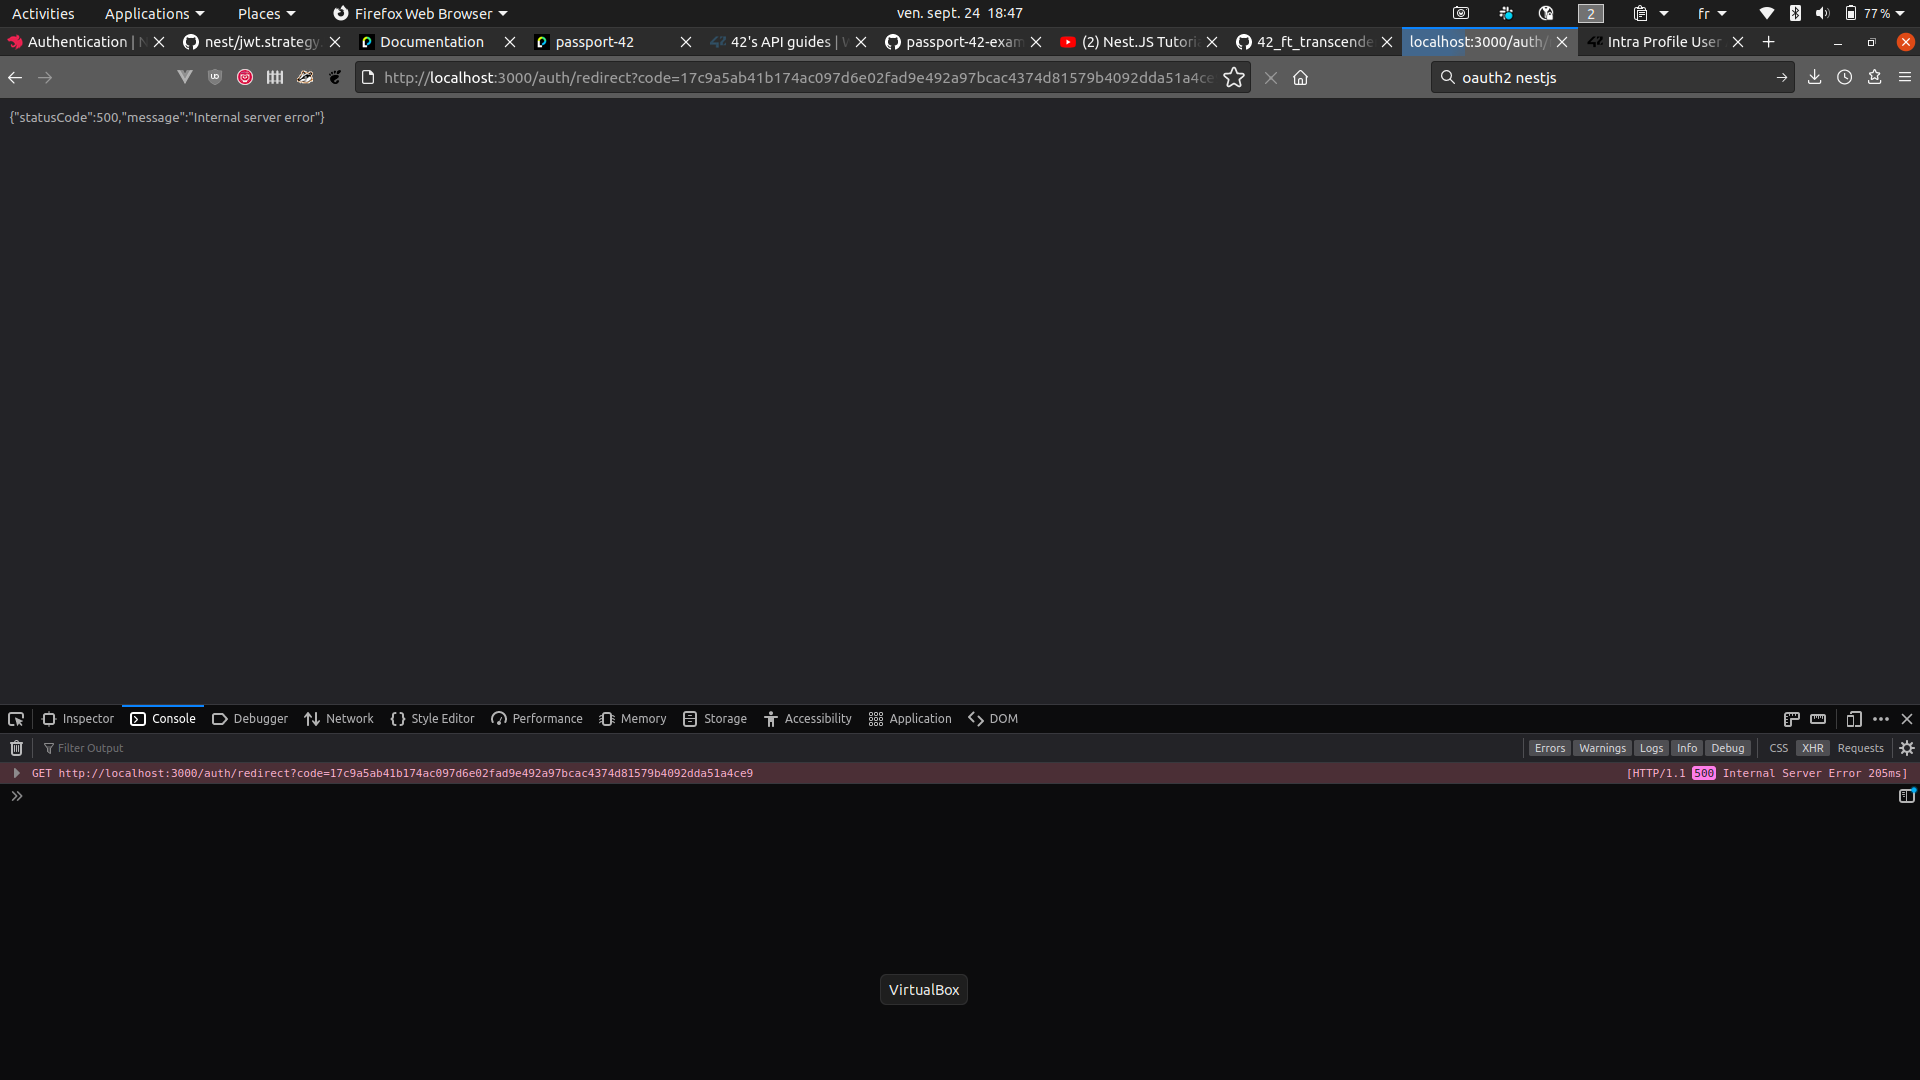 Activities Applications Places Firefox Web Browser ven. sept. 24 18:47 2 fr 77 %
Authentication | N nest/jwt.strategy. Documentation passport-42 42's API guides | passport-42-exam (2) Nest.JS Tutori 42_ft_transcende localhost:3000/auth/ Intra Profile User
http://localhost:3000/auth/redirect?code=17c9a5ab41b174ac097d6e02fad9e492a97bcac4374d81579b4092dda51a4ce oauth2 nestjs
{"statusCode":500,"message":"Internal server error"}
Inspector Console Debugger Network Style Editor Performance Memory Storage Accessibility Application DOM
Filter Output Errors Warnings Logs Info Debug CSS XHR Requests
GET http://localhost:3000/auth/redirect?code=17c9a5ab41b174ac097d6e02fad9e492a97bcac4374d81579b4092dda51a4ce9 [HTTP/1.1 500 Internal Server Error 205ms]
VirtualBox